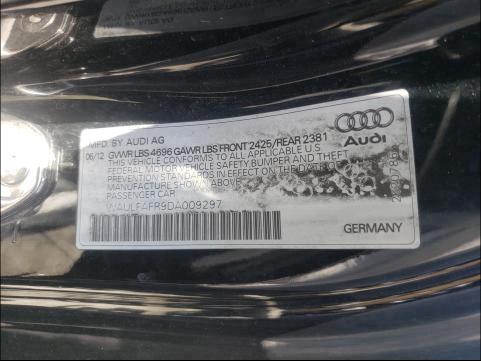 MFD. BY AUDI AG
06/12 GVWR LBS 4696 GAWR LBS FRONT 2425/REAR 2381
THIS VEHICLE CONFORMS TO ALL APPLICABLE U.S.
FEDERAL MOTOR VEHICLE SAFETY BUMPER AND THEFT
PREVENTION STANDARDS IN EFFECT ON THE DATE OF
MANUFACTURE SHOWN ABOVE.
PASSENGER CAR
WAULFAFR9DA009297
Audi
GERMANY